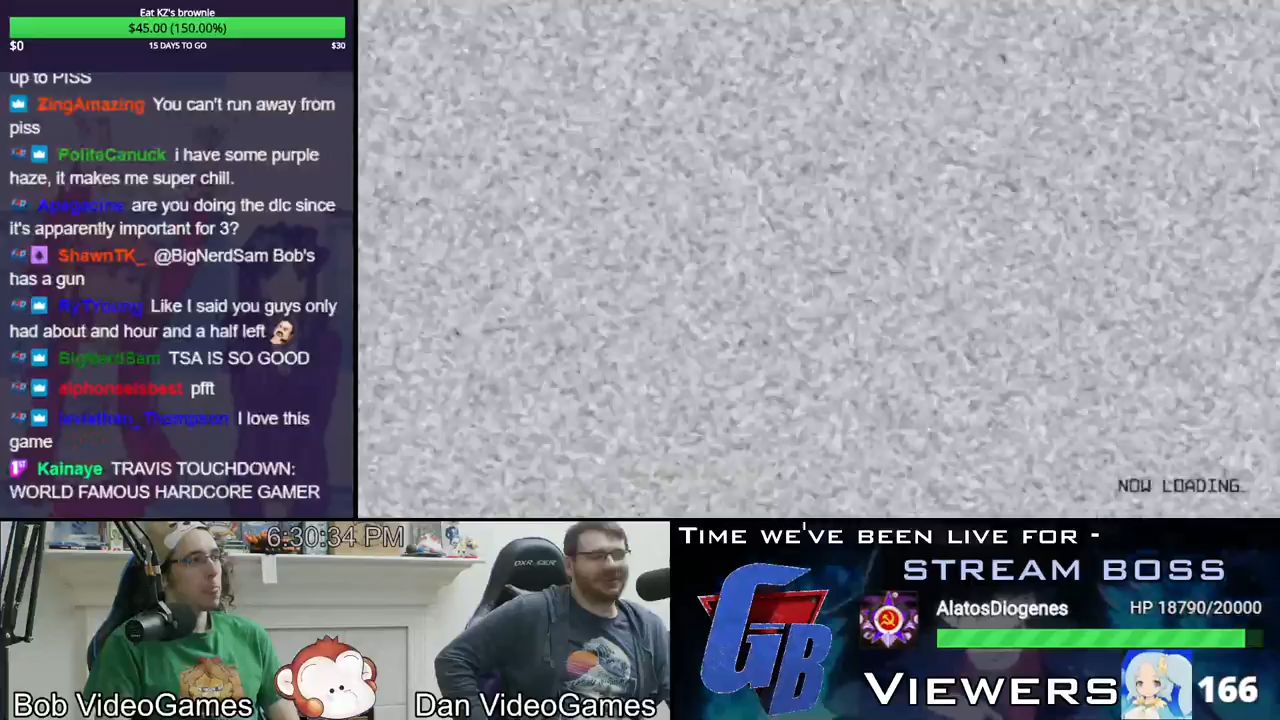 Eat KZ's brownie
$45.00 (150.00%)
$0 15 DAYS TO GO $30
up to PISS
ZingAmazing You can't run away from
piss
PoliteCanuck i have some purple
haze, it makes me super chill.
are you doing the dlc since
it's apparently important for 3?
ShawnTK_ @BigNerdSam Bob's
has a gun
RyTYoung Like I said you guys only
had about and hour and a half left
BigNerdSam TSA IS SO GOOD
alphonseisbest pfft
leviathan_Thompson I love this
game
Kainaye TRAVIS TOUCHDOWN:
WORLD FAMOUS HARDCORE GAMER
NOW LOADING
6:30:34 PM
DXRACER
Bob VideoGames
Dan VideoGames
Time we've been live for -
GB
STREAM BOSS
AlatosDiogenes HP 18790/20000
Viewers 166